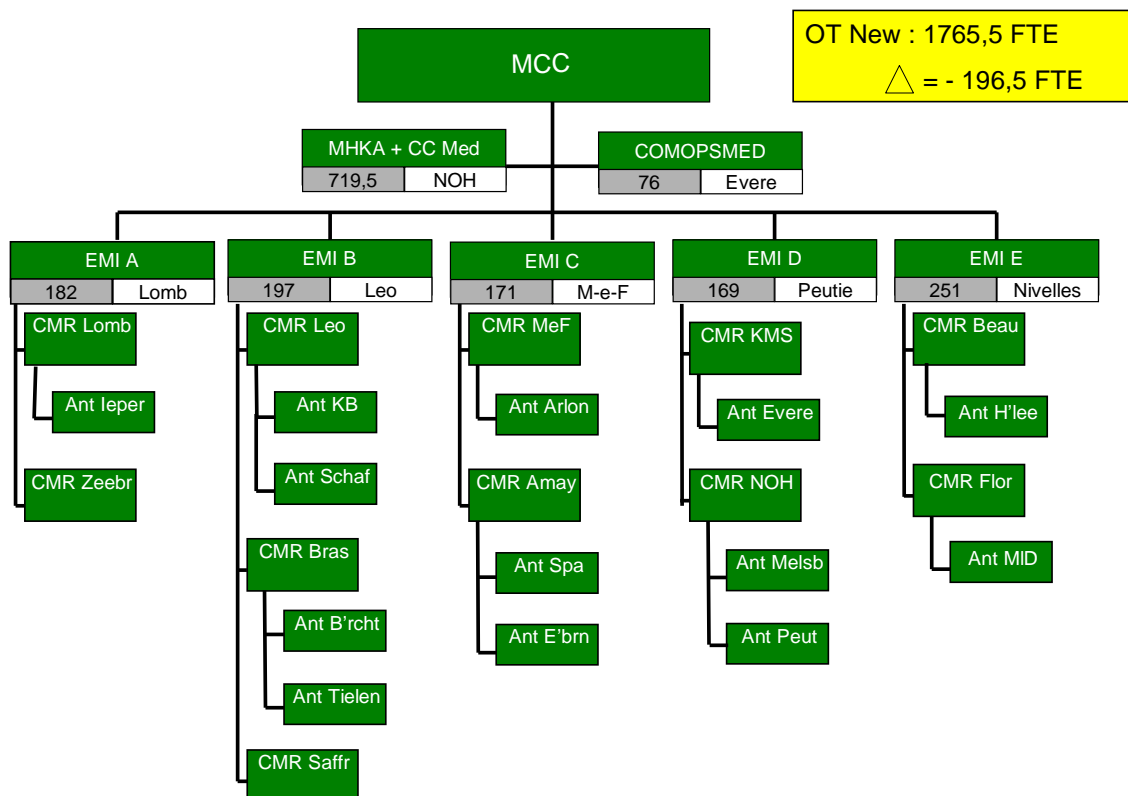 OT New : 1765,5 FTE
△ = - 196,5 FTE
MCC
MHKA + CC Med
719,5 NOH
COMOPSMED
76 Evere
EMI A
182 Lomb
CMR Lomb
Ant Ieper
CMR Zeebr
EMI B
197 Leo
CMR Leo
Ant KB
Ant Schaf
CMR Bras
Ant B'rcht
Ant Tielen
CMR Saffr
EMI C
171 M-e-F
CMR MeF
Ant Arlon
CMR Amay
Ant Spa
Ant E'brn
EMI D
169 Peutie
CMR KMS
Ant Evere
CMR NOH
Ant Melsb
Ant Peut
EMI E
251 Nivelles
CMR Beau
Ant H'lee
CMR Flor
Ant MID